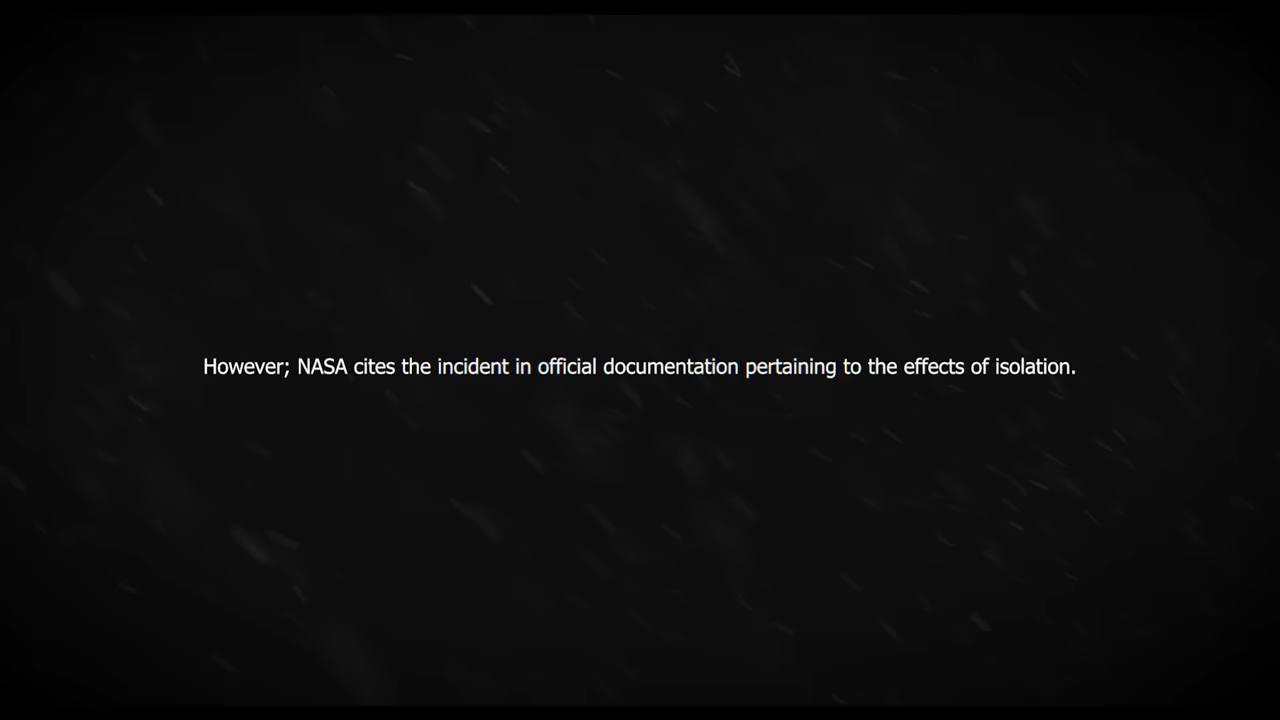 However; NASA cites the incident in official documentation pertaining to the effects of isolation.